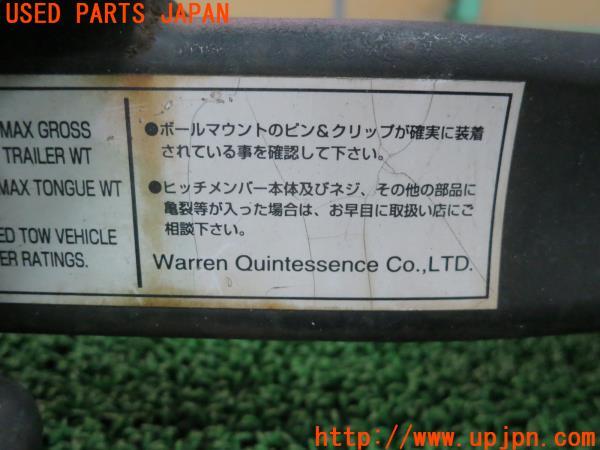 USED PARTS JAPAN
MAX GROSS
TRAILER WT
MAX TONGUE WT
ED TOW VEHICLE
ER RATINGS.
●ボールマウントのピン&クリップが確実に装着
されている事を確認して下さい。
●ヒッチメンバー本体及びネジ、その他の部品に
亀裂等が入った場合は、お早目に取扱い店にご
相談下さい。
Warren Quintessence Co.,LTD.
http://www.upjpn.com/